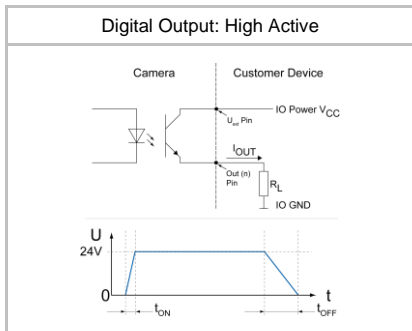 Digital Output: High Active
Camera
Customer Device
IO Power VCC
Uext Pin
IOUT
Out (n)
Pin
RL
IO GND
U
24V
0
t
tON
tOFF